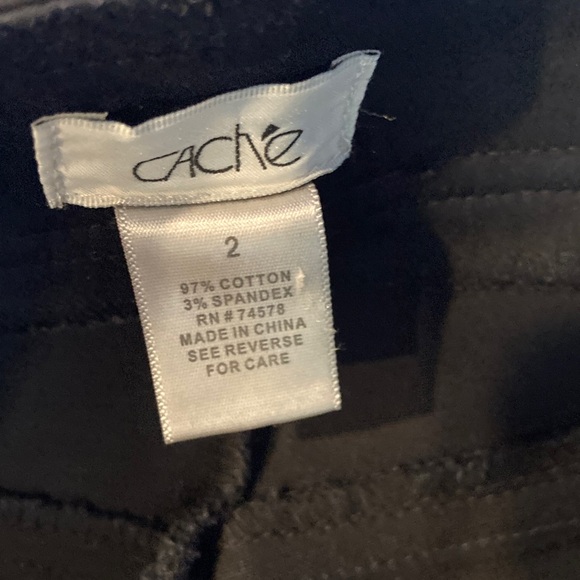 CAChé
2
97% COTTON
3% SPANDEX
RN # 74578
MADE IN CHINA
SEE REVERSE
FOR CARE